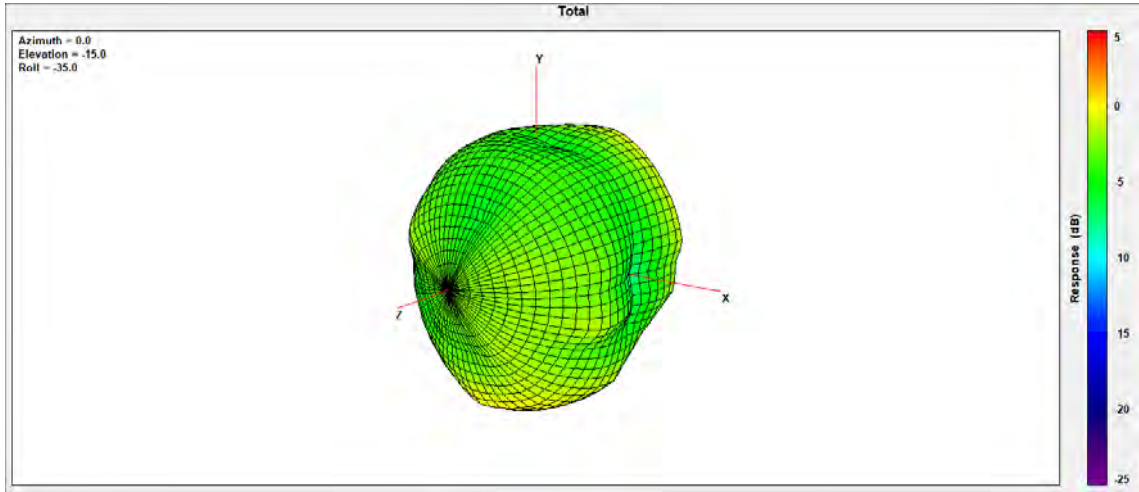 Total
Azimuth = 0.0
Elevation = -15.0
Roll = -35.0
Y
X
Z
5
0
-5
10
15
-20
-25
Response (dB)